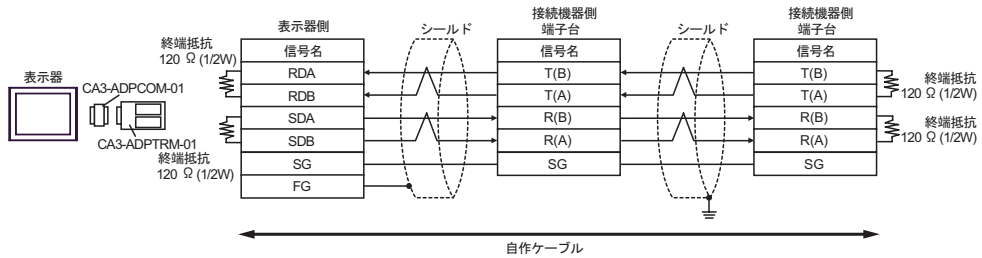 表示器
CA3-ADPCOM-01
CA3-ADPTRM-01
終端抵抗
120 Ω (1/2W)
終端抵抗
120 Ω (1/2W)
表示器側
信号名
RDA
RDB
SDA
SDB
SG
FG
シールド
接続機器側
端子台
信号名
T(B)
T(A)
R(B)
R(A)
SG
シールド
接続機器側
端子台
信号名
T(B)
T(A)
R(B)
R(A)
SG
終端抵抗
120 Ω (1/2W)
終端抵抗
120 Ω (1/2W)
自作ケーブル